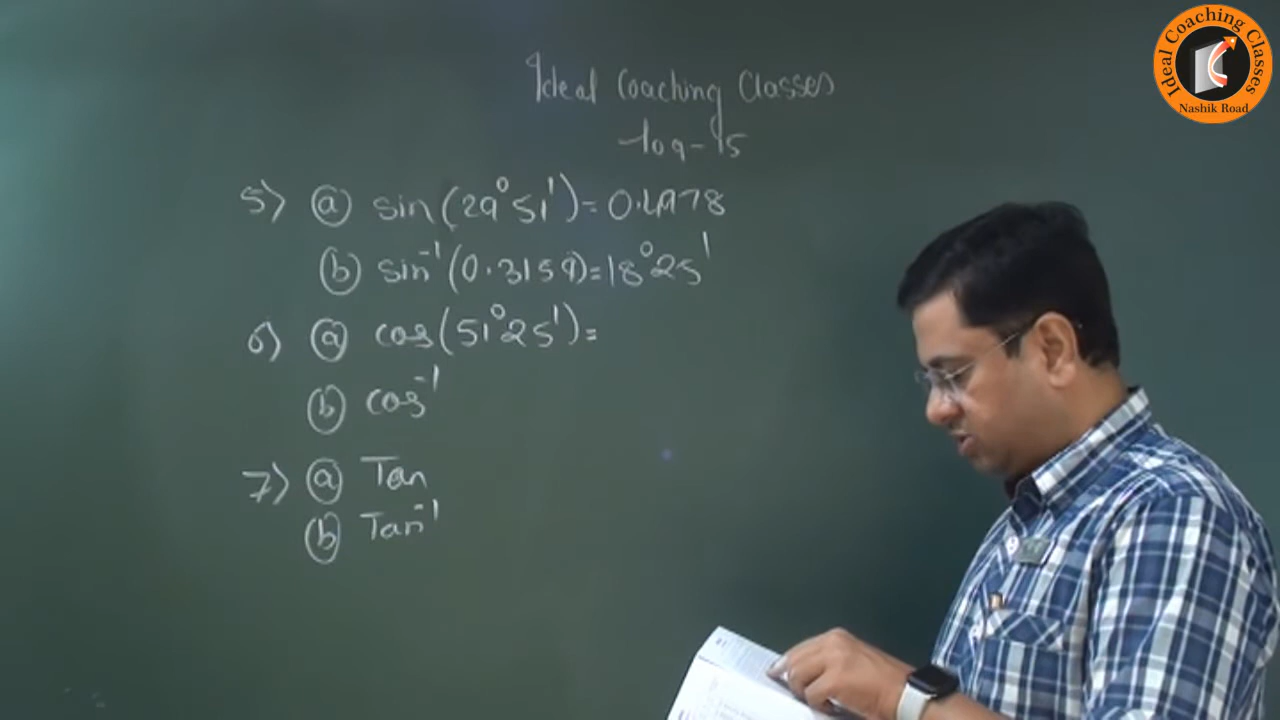 Ideal Coaching Classes
log-15
5) ⓐ sin(29°51')=0.4978
ⓑ sin⁻¹(0.3159)=18°25'
6) ⓐ cos(51°25')=
ⓑ cos⁻¹
7) ⓐ Tan
ⓑ Tan⁻¹
Ideal Coaching Classes
Nashik Road